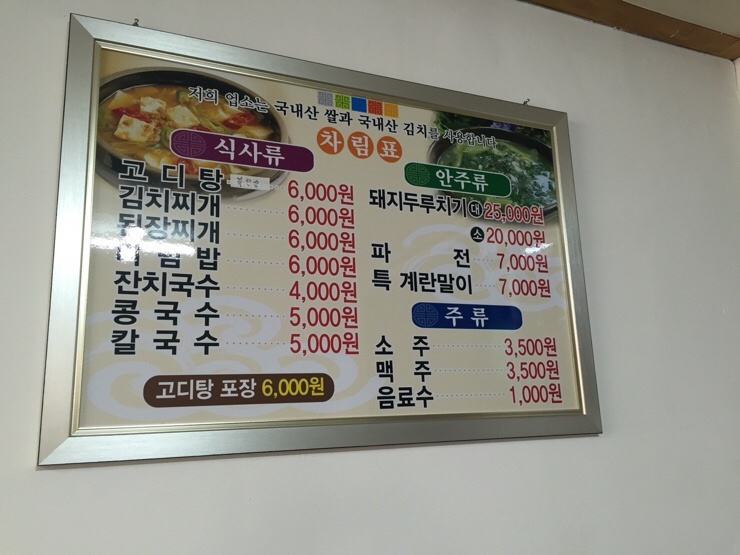 저희 업소는 국내산 쌀과 국내산 김치를 사용합니다
차림표
식사류
고디탕 6,000원
김치찌개 6,000원
된장찌개 6,000원
비빔밥 6,000원
잔치국수 4,000원
콩국수 5,000원
칼국수 5,000원
고디탕 포장 6,000원
안주류
돼지두루치기 대 25,000원
소 20,000원
파전 7,000원
특 계란말이 7,000원
주류
소주 3,500원
맥주 3,500원
음료수 1,000원